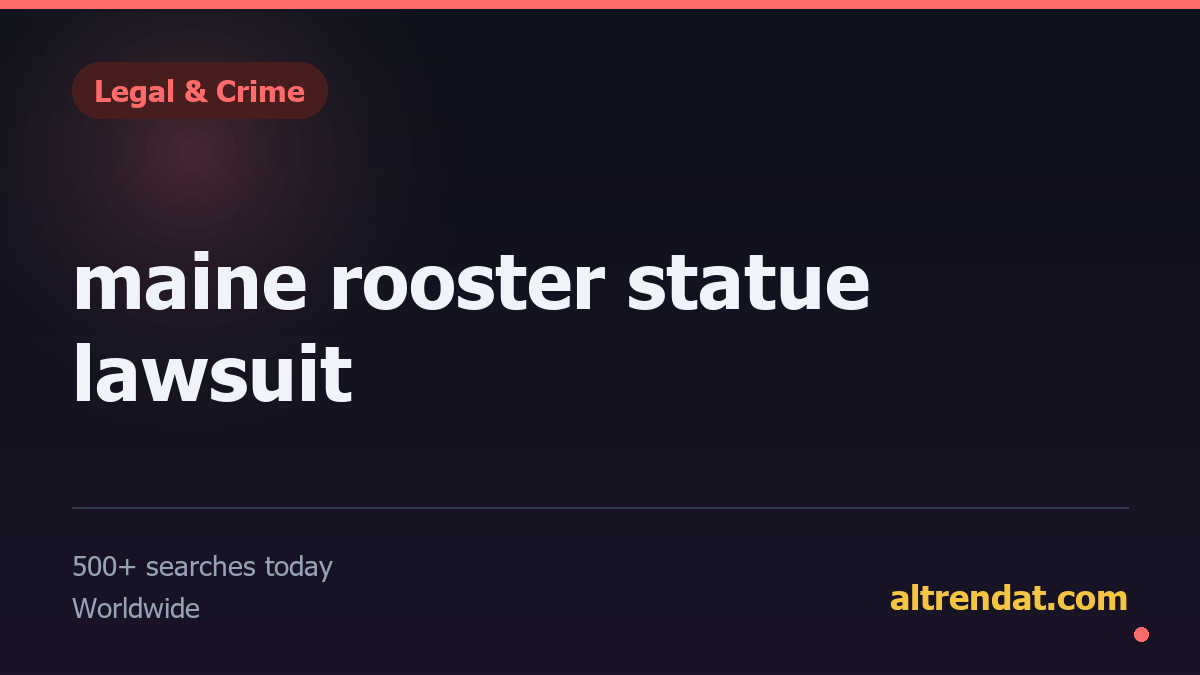 Legal & Crime
maine rooster statue
lawsuit
500+ searches today
Worldwide
altrendat.com